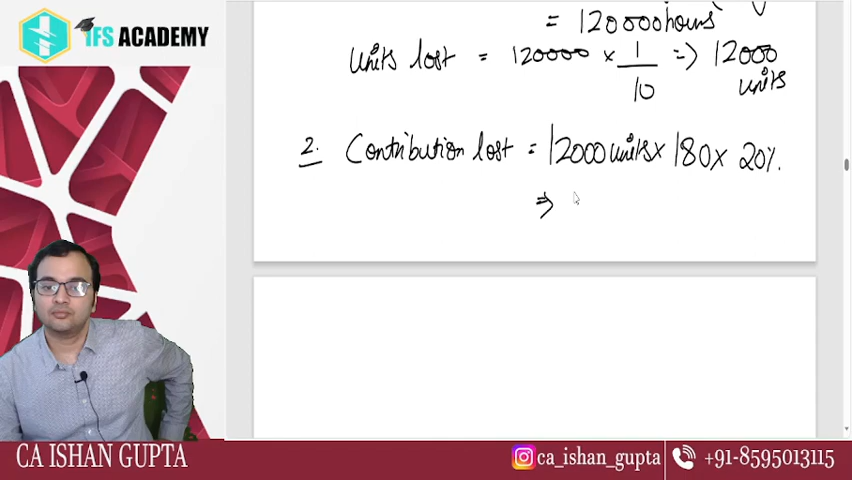 IFS ACADEMY
= 120000 hours
Units lost = 120000 × 1/10 => 12000 units
2. Contribution lost = 12000 units × 180 × 20%.
=>
CA ISHAN GUPTA
ca_ishan_gupta
+91-8595013115